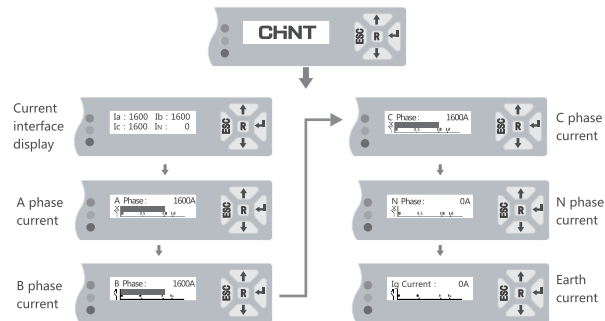 CHNT
ESC
R
Current
interface
display
Ia : 1600 Ib : 1600
Ic : 1600 IN : 0
ESC
R
A phase
current
A Phase : 1600A
ESC
R
B phase
current
B Phase : 1600A
ESC
R
C Phase : 1600A
ESC
R
C phase
current
N Phase : 0A
ESC
R
N phase
current
Ig Current : 0A
ESC
R
Earth
current